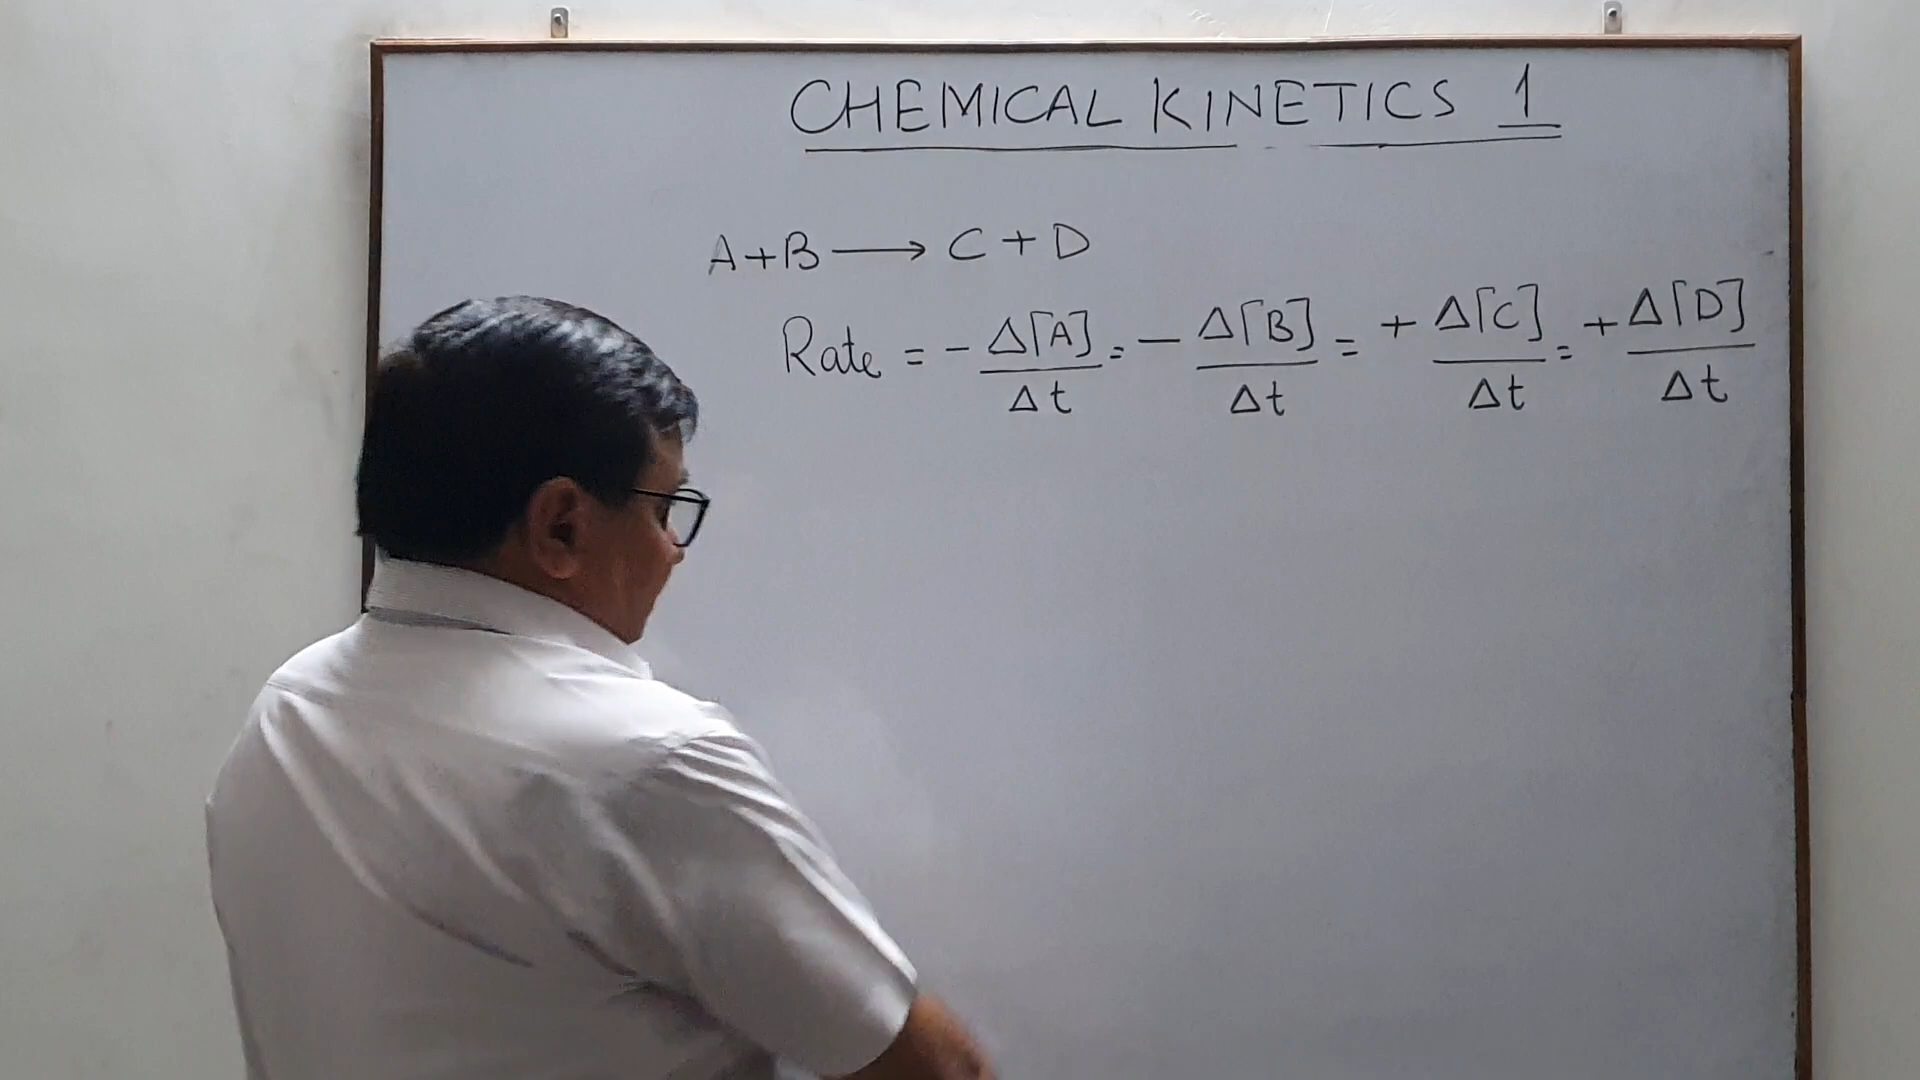 CHEMICAL KINETICS 1
A + B ⟶ C + D
Rate = - Δ[A]/Δt = - Δ[B]/Δt = + Δ[C]/Δt = + Δ[D]/Δt